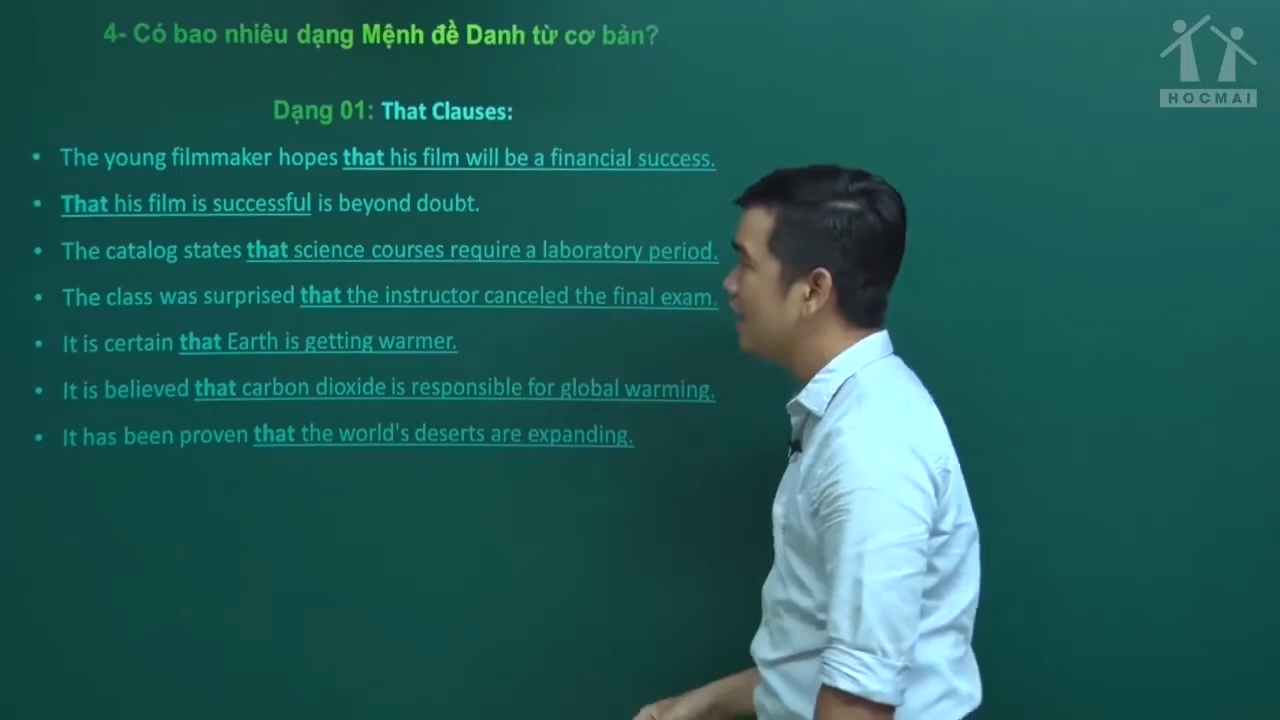 4- Có bao nhiêu dạng Mệnh đề Danh từ cơ bản?
HOCMAI
Dạng 01: That Clauses:
• The young filmmaker hopes that his film will be a financial success.
• That his film is successful is beyond doubt.
• The catalog states that science courses require a laboratory period.
• The class was surprised that the instructor canceled the final exam.
• It is certain that Earth is getting warmer.
• It is believed that carbon dioxide is responsible for global warming.
• It has been proven that the world's deserts are expanding.